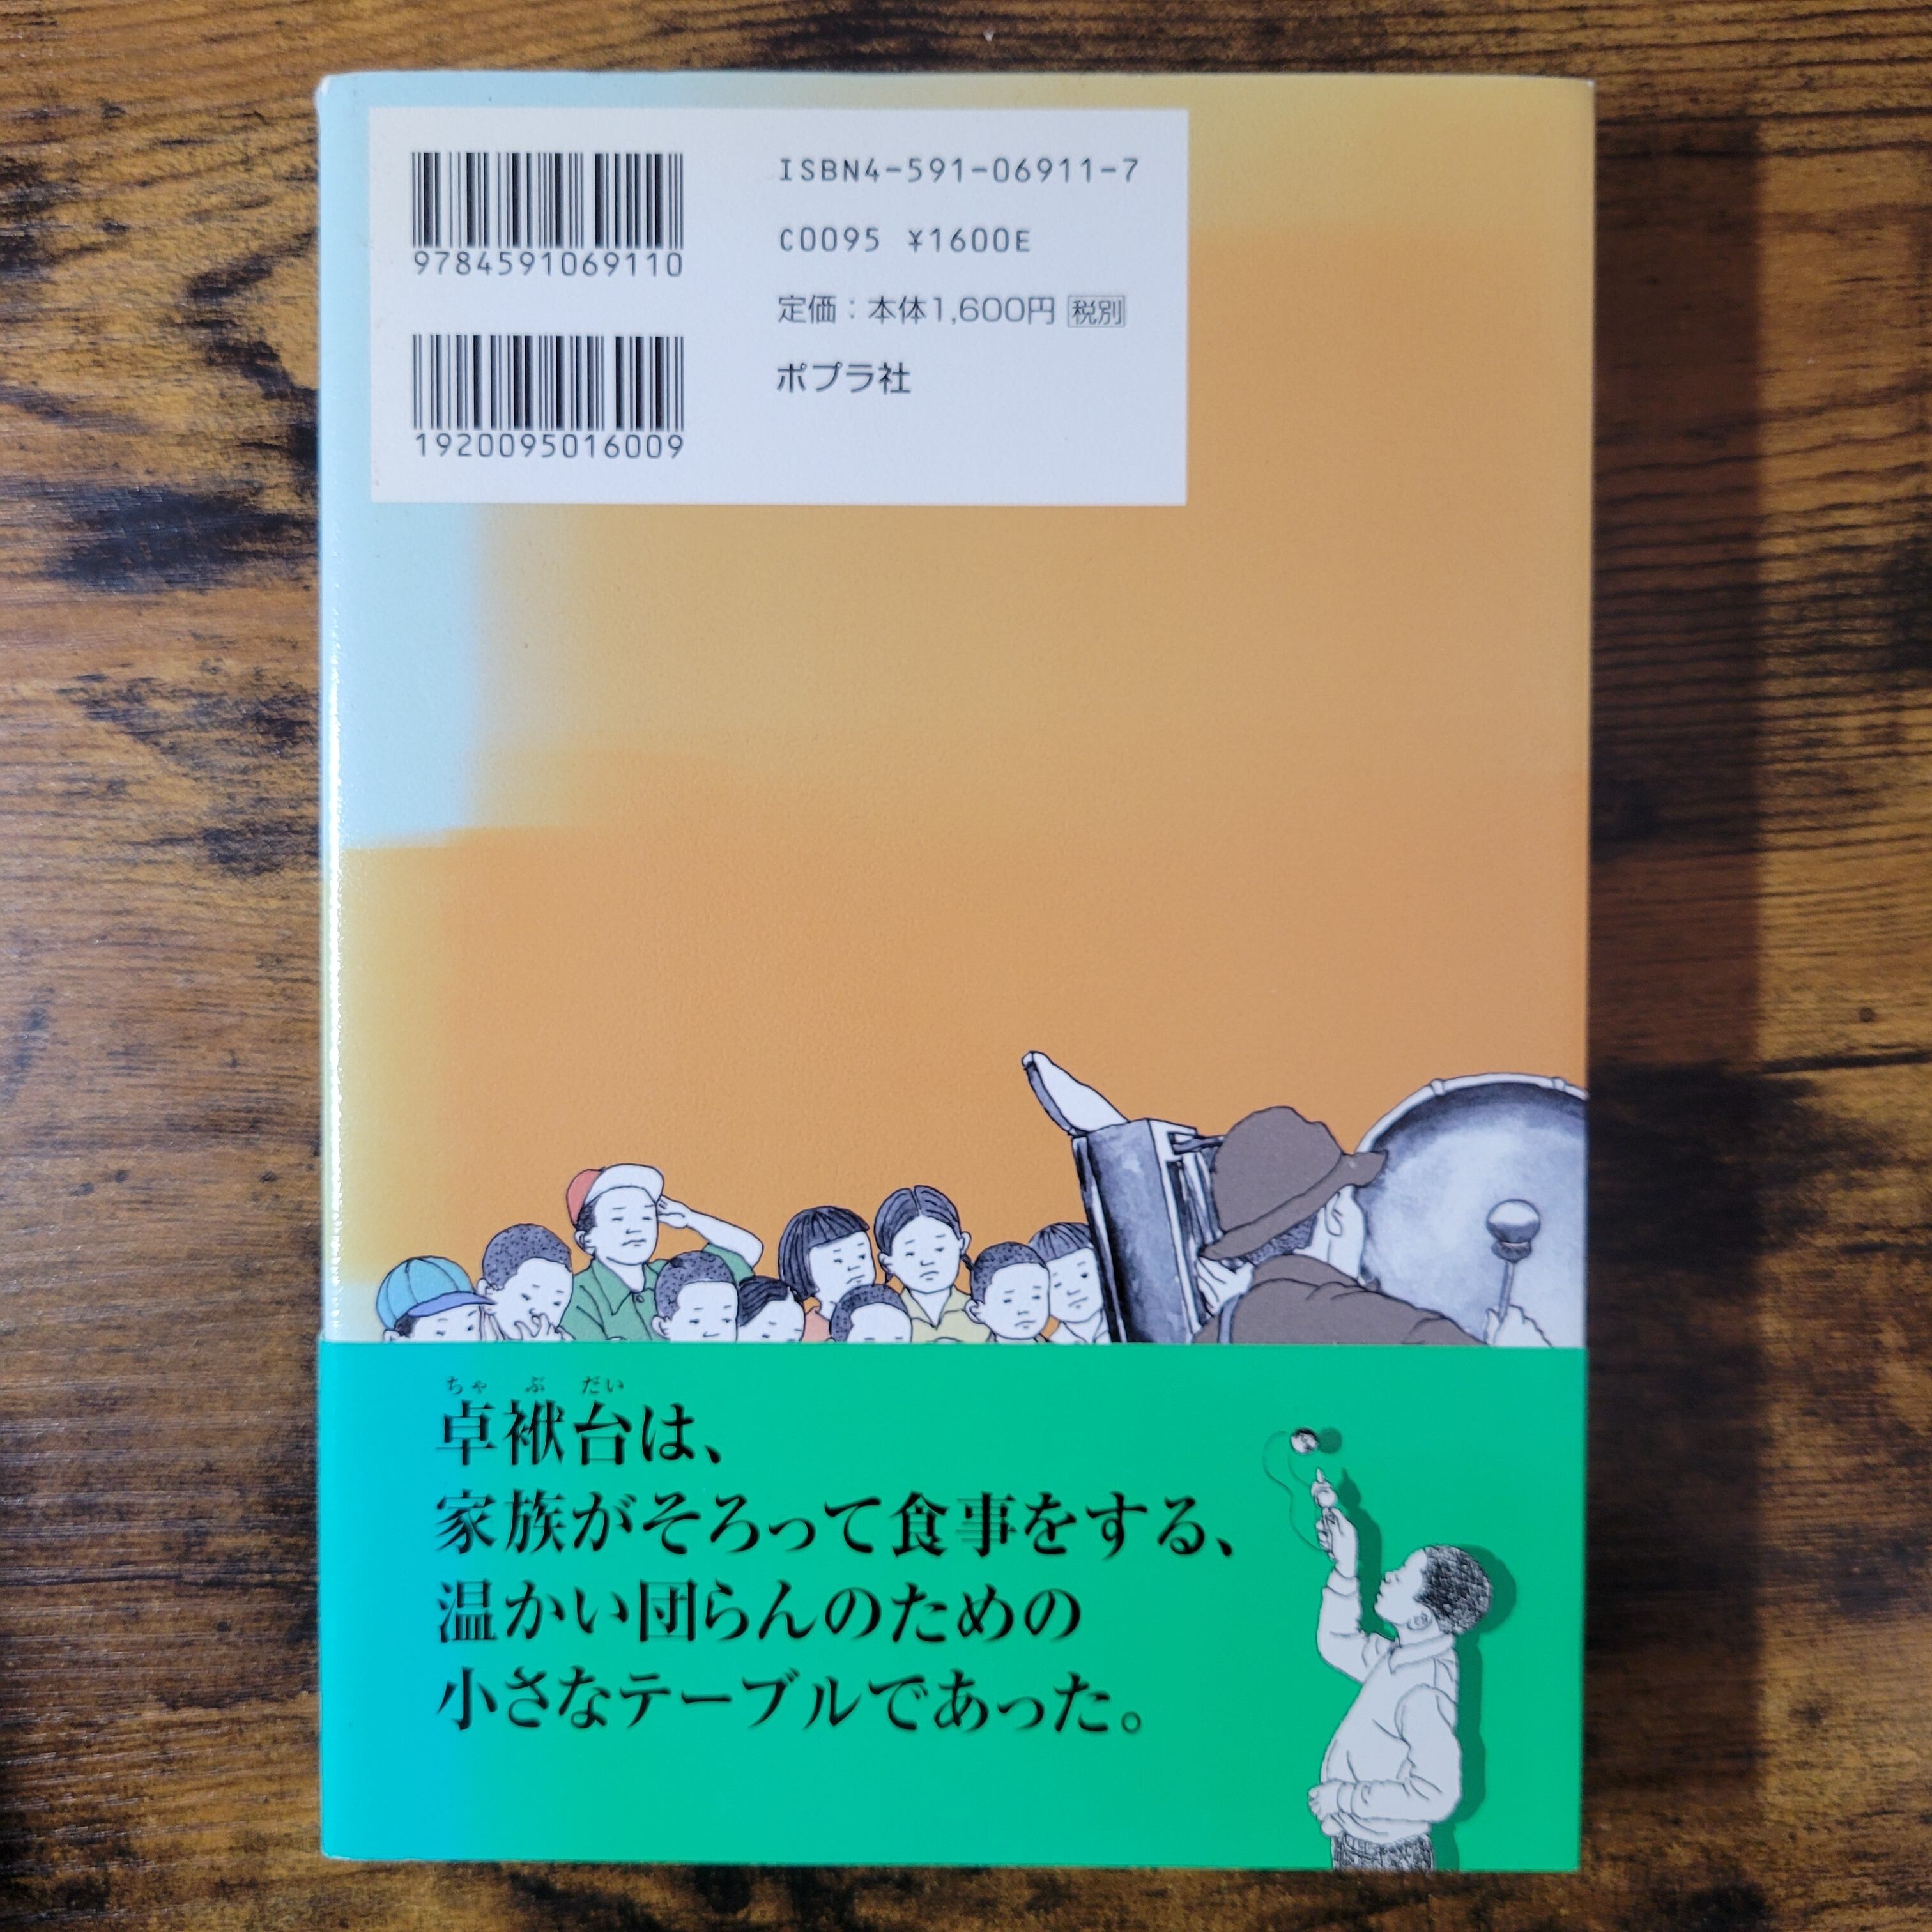 9784591069110
1920095016009
ISBN4-591-06911-7
C0095 ¥1600E
定価：本体1,600円 税別
ポプラ社
ちゃ ぶ だい
卓袱台は、
家族がそろって食事をする、
温かい団らんのための
小さなテーブルであった。